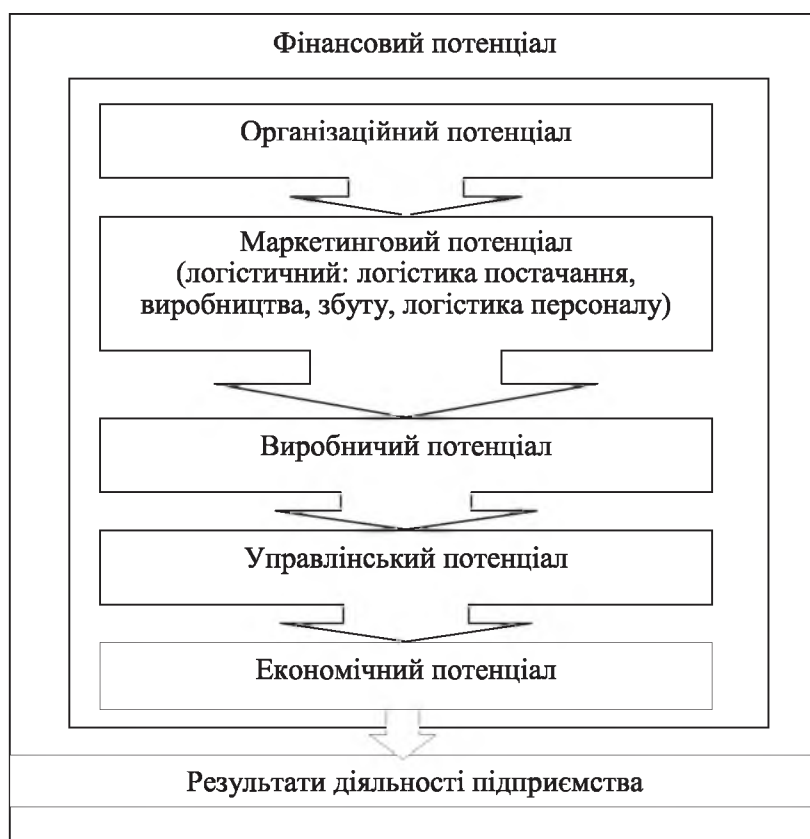 Фінансовий потенціал
Організаційний потенціал
Маркетинговий потенціал
(логістичний: логістика постачання,
виробництва, збуту, логістика персоналу)
Виробничий потенціал
Управлінський потенціал
Економічний потенціал
Результати діяльності підприємства